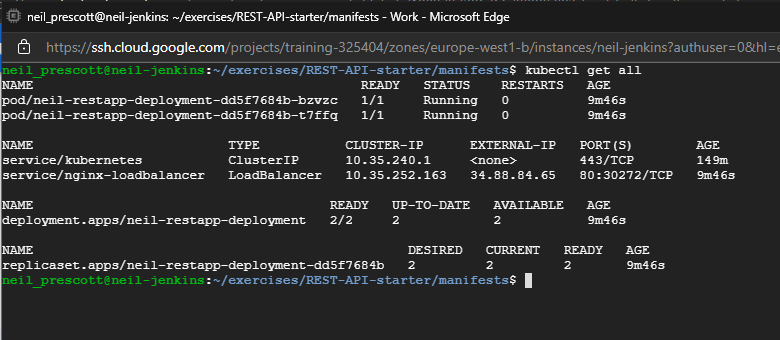 neil_prescott@neil-jenkins: ~/exercises/REST-API-starter/manifests - Work - Microsoft Edge
https://ssh.cloud.google.com/projects/training-325404/zones/europe-west1-b/instances/neil-jenkins?authuser=0&hl=e
neil_prescott@neil-jenkins:~/exercises/REST-API-starter/manifests$ kubectl get all
NAME READY STATUS RESTARTS AGE
pod/neil-restapp-deployment-dd5f7684b-bzvzc 1/1 Running 0 9m46s
pod/neil-restapp-deployment-dd5f7684b-t7ffq 1/1 Running 0 9m46s
NAME TYPE CLUSTER-IP EXTERNAL-IP PORT(S) AGE
service/kubernetes ClusterIP 10.35.240.1 <none> 443/TCP 149m
service/nginx-loadbalancer LoadBalancer 10.35.252.163 34.88.84.65 80:30272/TCP 9m46s
NAME READY UP-TO-DATE AVAILABLE AGE
deployment.apps/neil-restapp-deployment 2/2 2 2 9m46s
NAME DESIRED CURRENT READY AGE
replicaset.apps/neil-restapp-deployment-dd5f7684b 2 2 2 9m46s
neil_prescott@neil-jenkins:~/exercises/REST-API-starter/manifests$